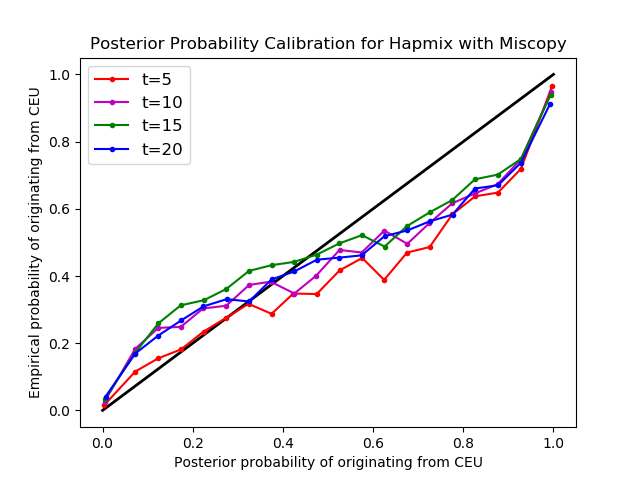 Posterior Probability Calibration for Hapmix with Miscopy
t=5
t=10
t=15
t=20
Empirical probability of originating from CEU
1.0
0.8
0.6
0.4
0.2
0.0
0.0 0.2 0.4 0.6 0.8 1.0
Posterior probability of originating from CEU